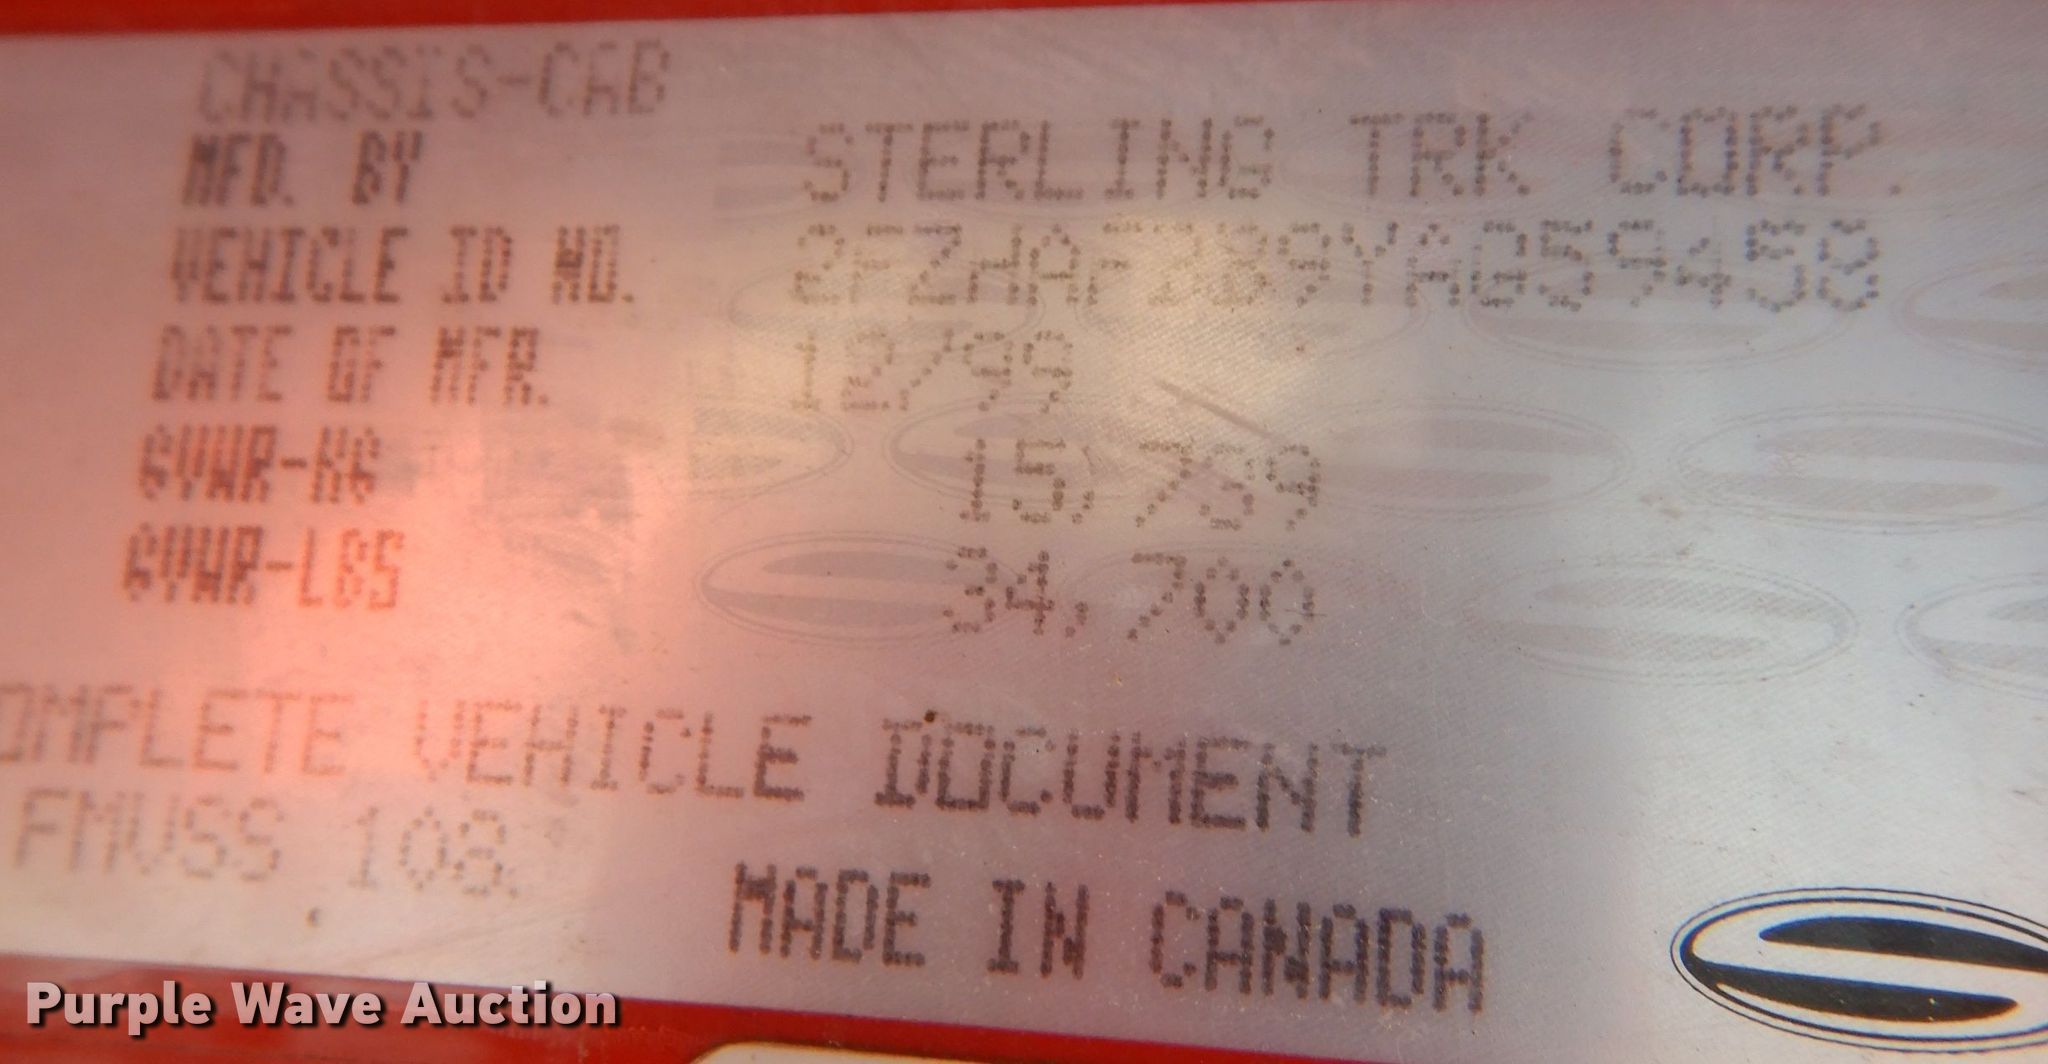 CHASSIS-CAB
MFD. BY STERLING TRK CORP.
VEHICLE ID NO. 2FZHAFBB9YAG59458
DATE OF MFR. 12/99
GVWR-KG 15,739
GVWR-LBS 34,700
OMPLETE VEHICLE DOCUMENT
FMVSS 108.
MADE IN CANADA
Purple Wave Auction